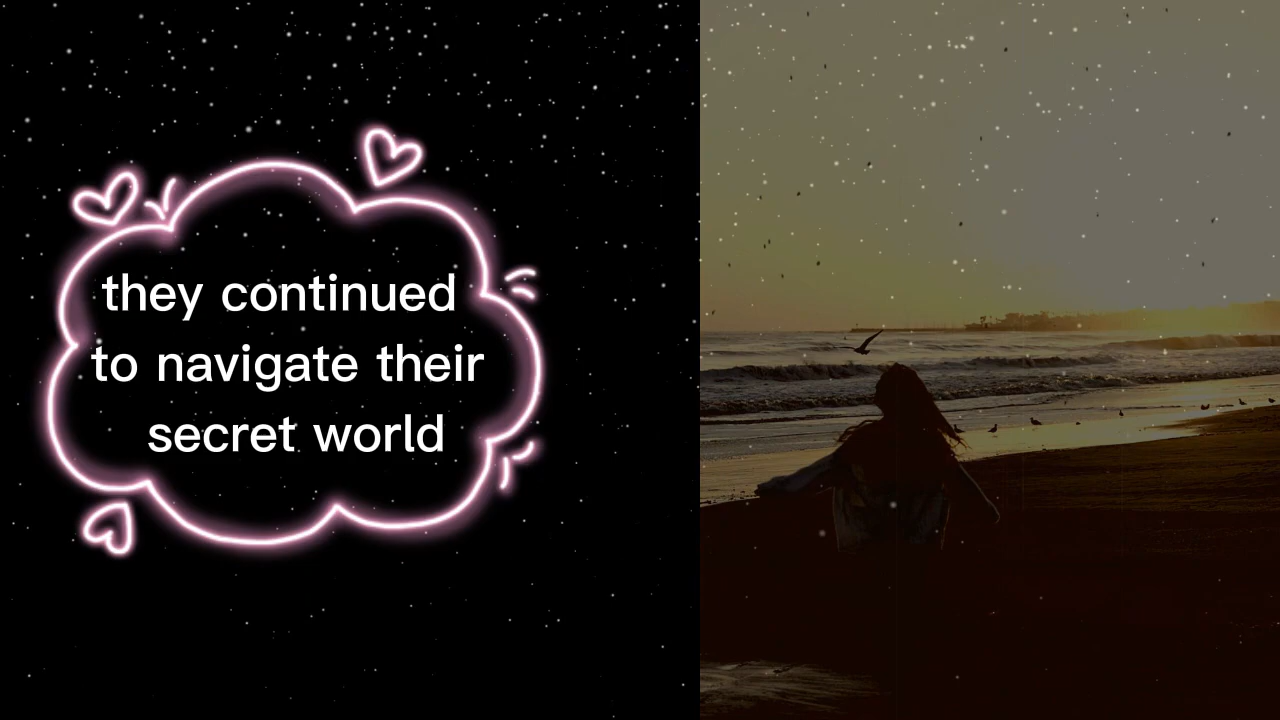 they continued
to navigate their
secret world